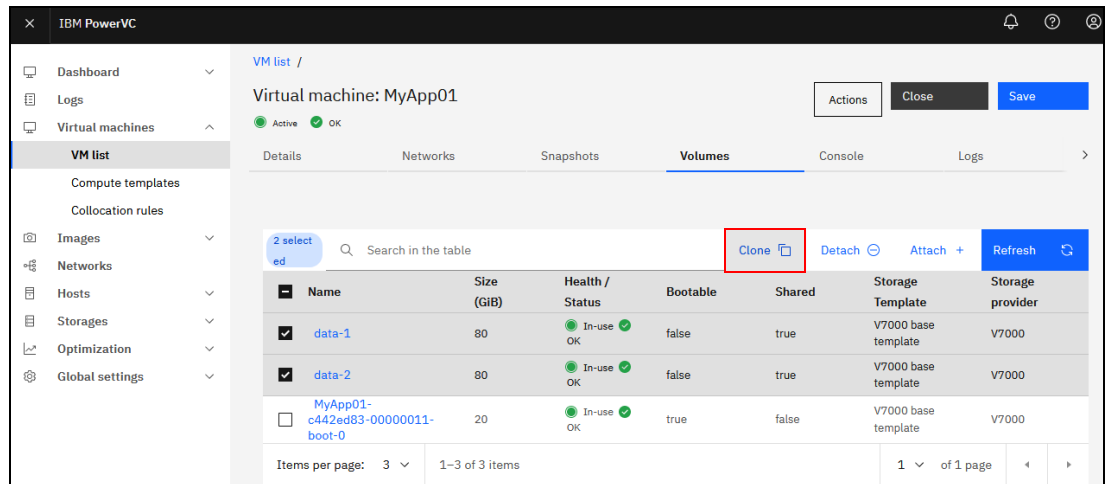 IBM PowerVC
Dashboard
Logs
Virtual machines
VM list
Compute templates
Collocation rules
Images
Networks
Hosts
Storages
Optimization
Global settings
VM list /
Virtual machine: MyApp01
Active OK
Actions Close Save
Details Networks Snapshots Volumes Console Logs
2 select
ed
Search in the table
Clone Detach Attach + Refresh
Name Size (GiB) Health / Status Bootable Shared Storage Template Storage provider
data-1 80 In-use OK false true V7000 base template V7000
data-2 80 In-use OK false true V7000 base template V7000
MyApp01-c442ed83-00000011-boot-0 20 In-use OK true false V7000 base template V7000
Items per page: 3 1–3 of 3 items 1 of 1 page